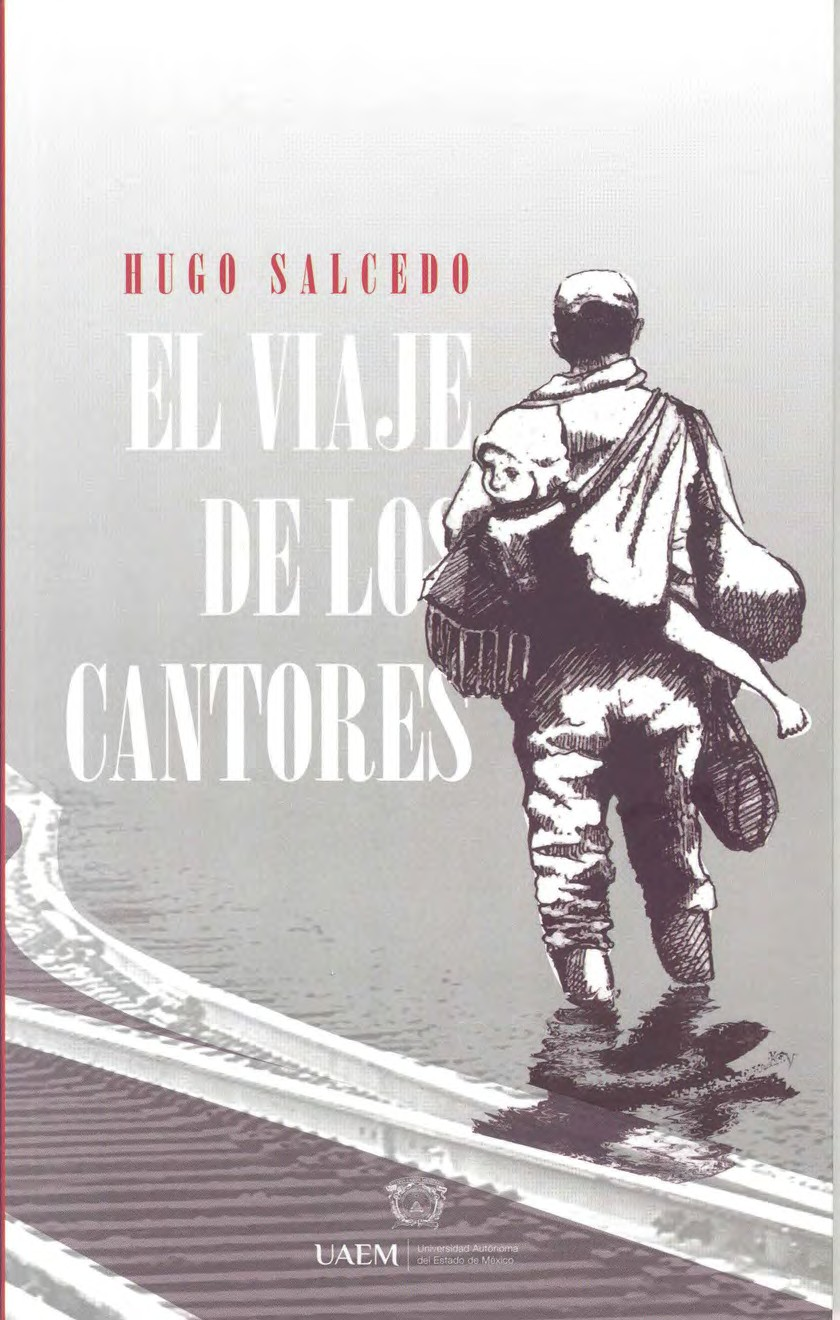 HUGO SALCEDO
EL VIAJE
DE LOS
CANTORES
UAEM
Universidad Autónoma
del Estado de México